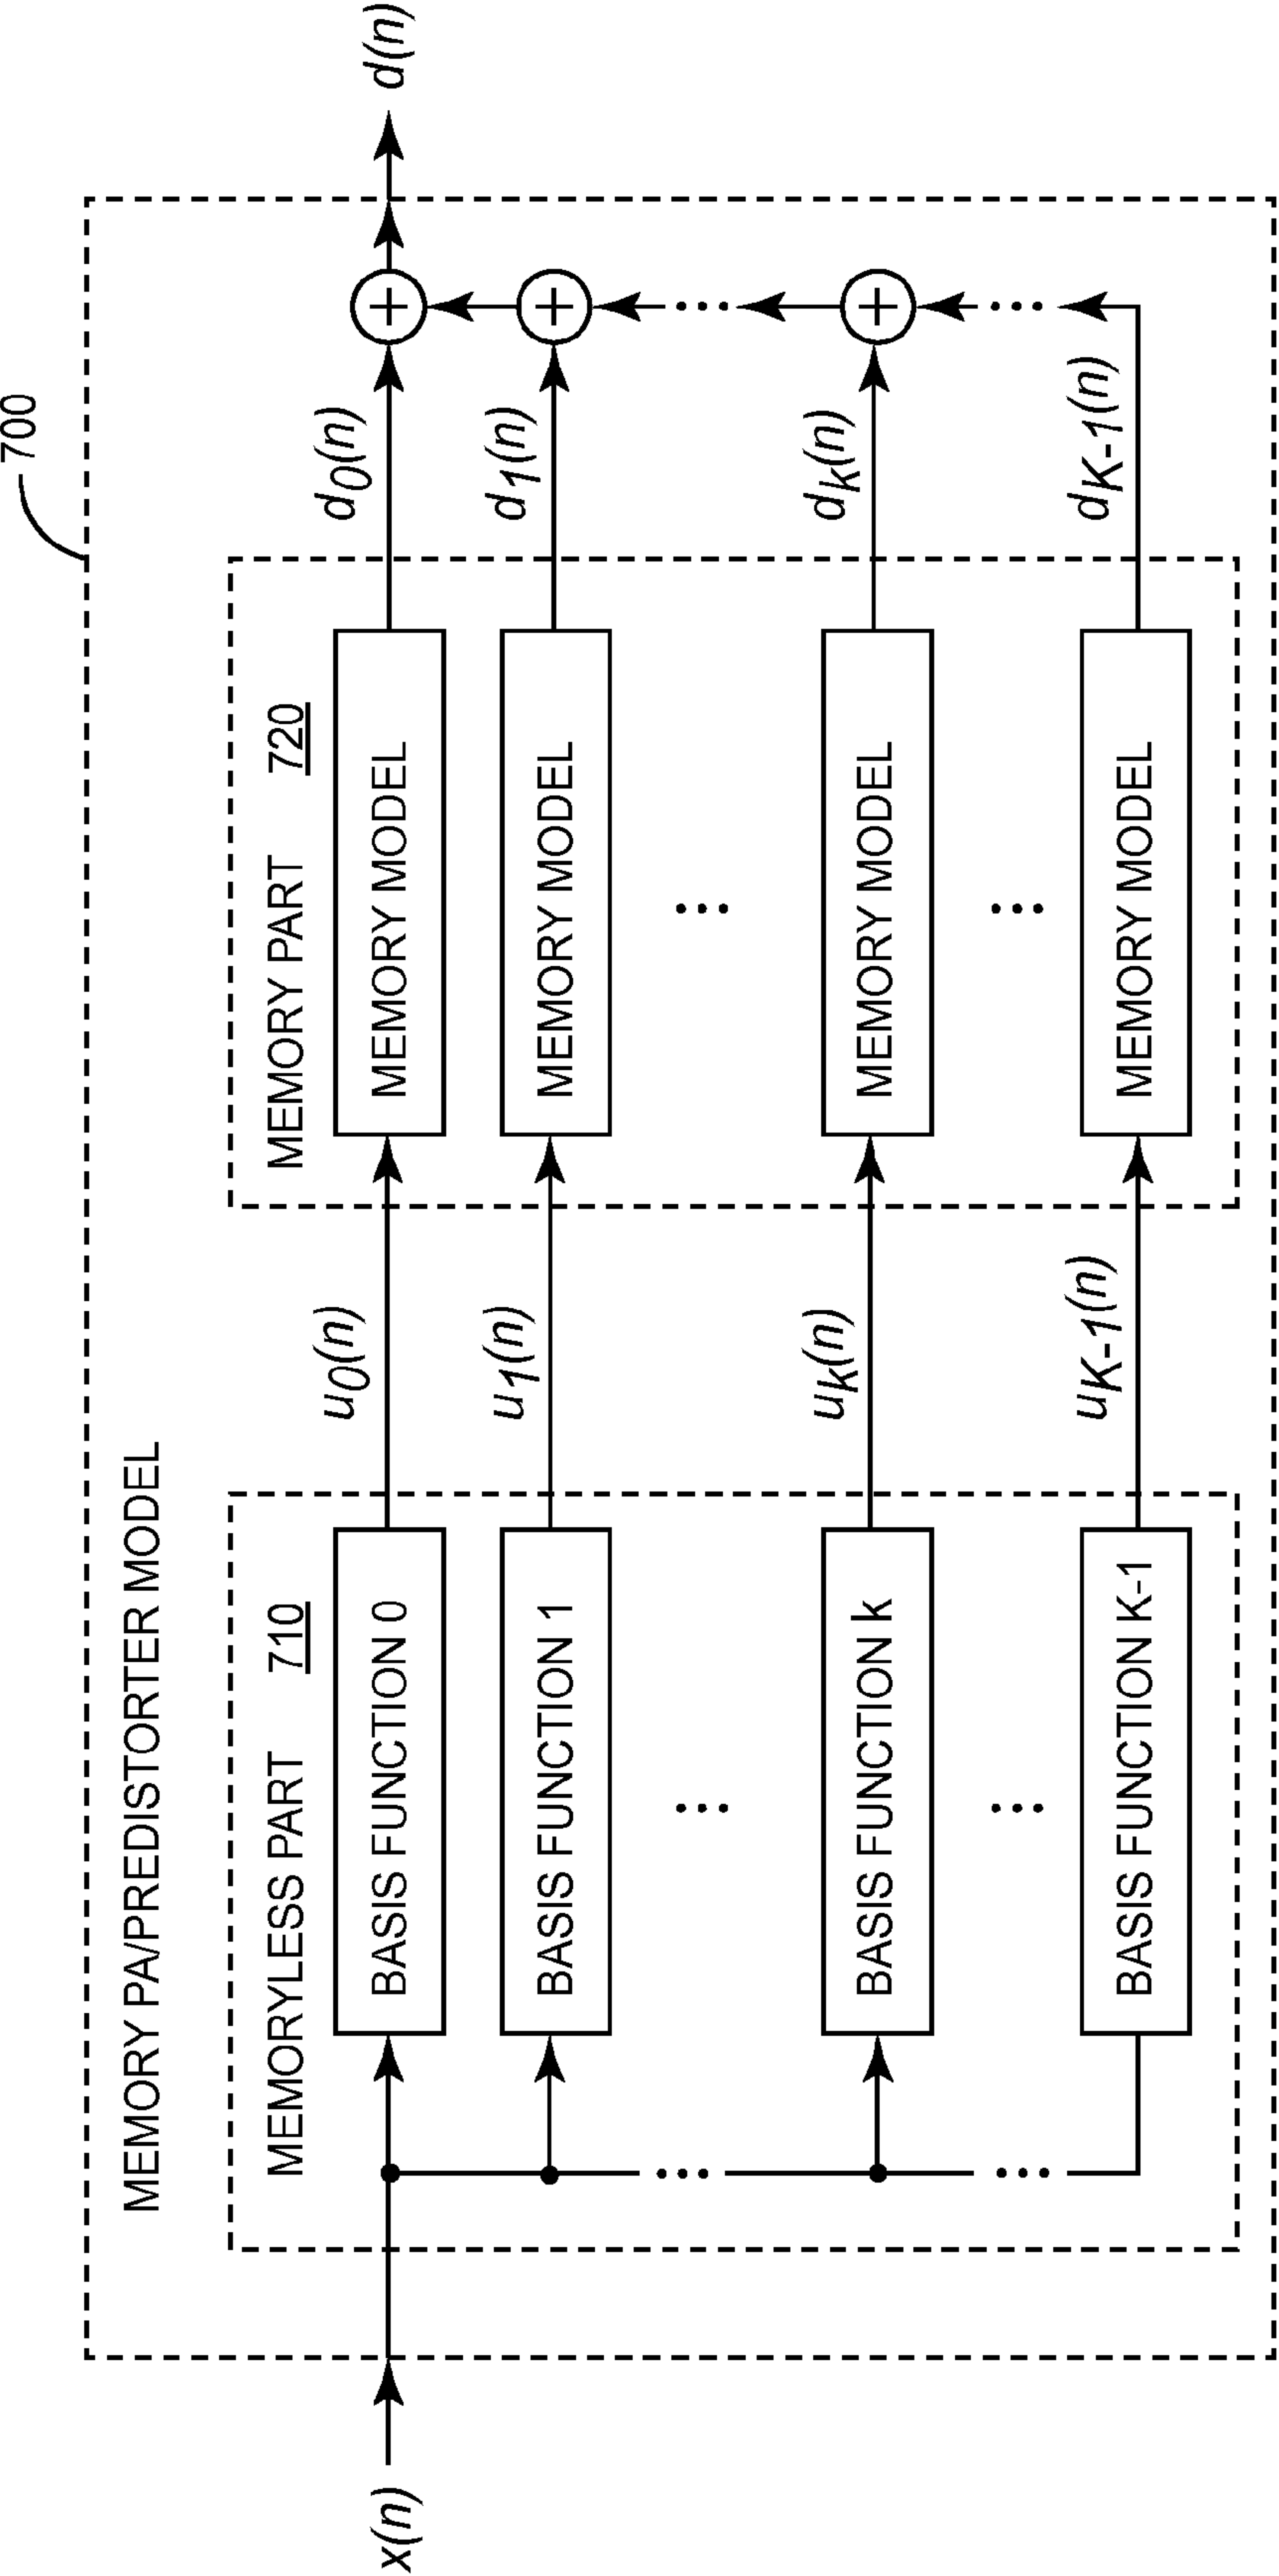 700
MEMORY PA/PREDISTORTER MODEL
MEMORYLESS PART 710
MEMORY PART 720
x(n)
BASIS FUNCTION 0
u0(n)
MEMORY MODEL
d0(n)
d(n)
BASIS FUNCTION 1
u1(n)
MEMORY MODEL
d1(n)
...
...
...
...
BASIS FUNCTION k
uk(n)
MEMORY MODEL
dk(n)
...
...
...
...
BASIS FUNCTION K-1
uK-1(n)
MEMORY MODEL
dK-1(n)